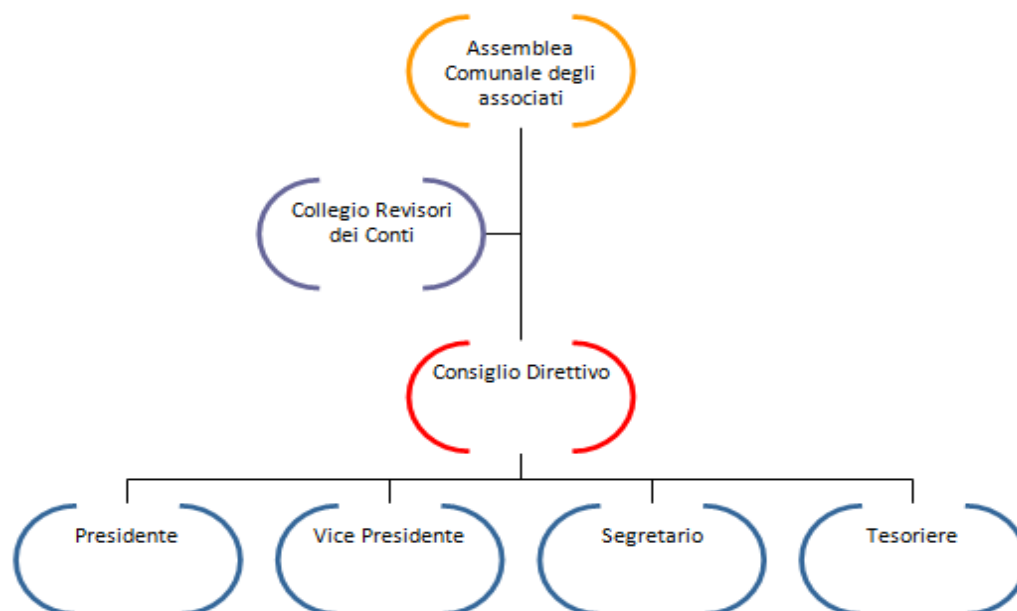 Assemblea
Comunale degli
associati
Collegio Revisori
dei Conti
Consiglio Direttivo
Presidente
Vice Presidente
Segretario
Tesoriere